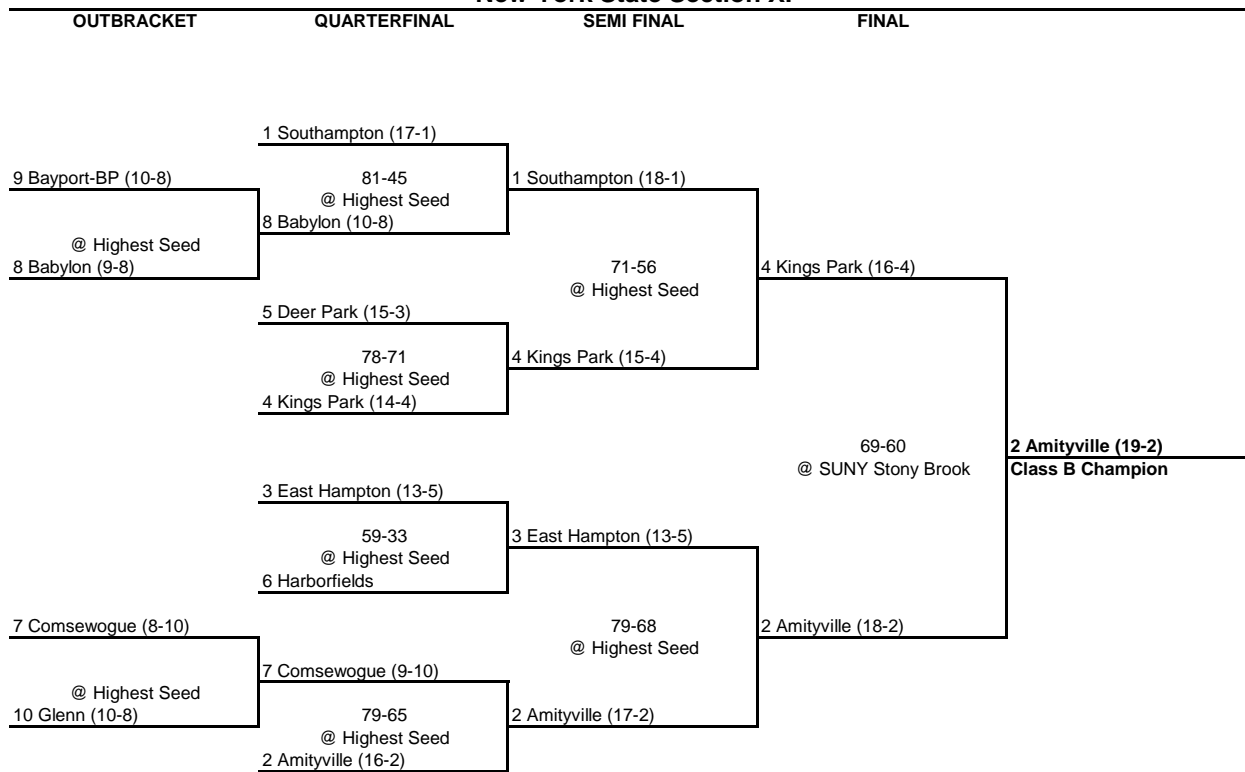 OUTBRACKET QUARTERFINAL SEMI FINAL FINAL
1 Southampton (17-1)
9 Bayport-BP (10-8) 81-45 1 Southampton (18-1)
@ Highest Seed
8 Babylon (10-8)
@ Highest Seed
8 Babylon (9-8) 71-56 4 Kings Park (16-4)
@ Highest Seed
5 Deer Park (15-3)
78-71 4 Kings Park (15-4)
@ Highest Seed
4 Kings Park (14-4)
69-60 2 Amityville (19-2)
@ SUNY Stony Brook Class B Champion
3 East Hampton (13-5)
59-33 3 East Hampton (13-5)
@ Highest Seed
6 Harborfields
7 Comsewogue (8-10) 79-68 2 Amityville (18-2)
@ Highest Seed
7 Comsewogue (9-10)
@ Highest Seed
10 Glenn (10-8) 79-65 2 Amityville (17-2)
@ Highest Seed
2 Amityville (16-2)